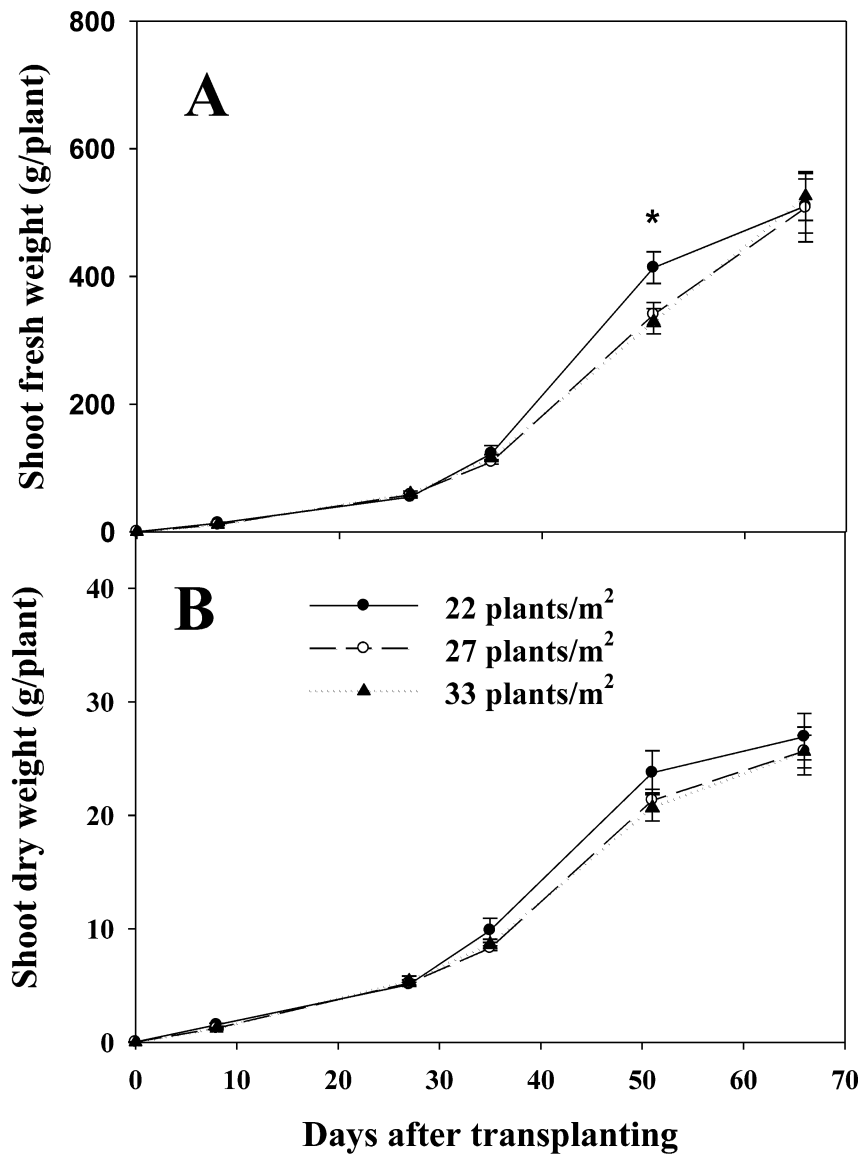 800
600
400
200
0
Shoot fresh weight (g/plant)
A
*
40
30
20
10
0
Shoot dry weight (g/plant)
B
22 plants/m²
27 plants/m²
33 plants/m²
0 10 20 30 40 50 60 70
Days after transplanting